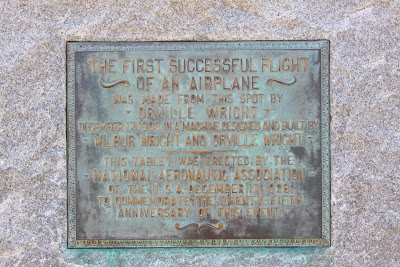 THE FIRST SUCCESSFUL FLIGHT
OF AN AIRPLANE
WAS MADE FROM THIS SPOT BY
ORVILLE WRIGHT
DECEMBER 17, 1903 IN A MACHINE DESIGNED AND BUILT BY
WILBUR WRIGHT AND ORVILLE WRIGHT
THIS TABLET WAS ERECTED BY THE
NATIONAL AERONAUTIC ASSOCIATION
OF THE U.S.A. DECEMBER 17, 1928
TO COMMEMORATE THE TWENTY-FIFTH
ANNIVERSARY OF THIS EVENT